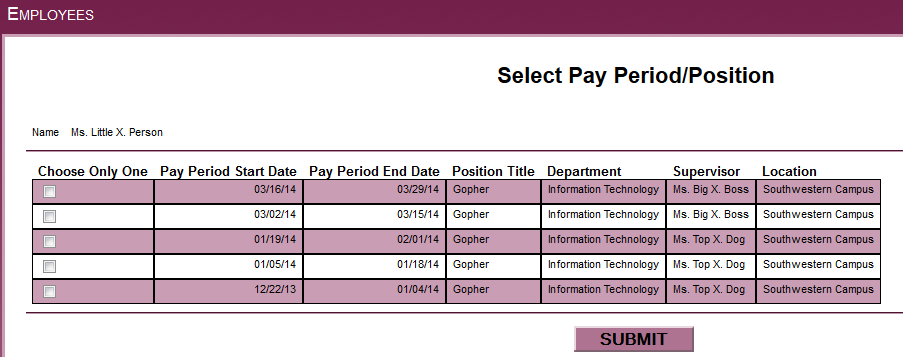 EMPLOYEES
Select Pay Period/Position
Name Ms. Little X. Person
Choose Only One Pay Period Start Date Pay Period End Date Position Title Department Supervisor Location
03/16/14 03/29/14 Gopher Information Technology Ms. Big X. Boss Southwestern Campus
03/02/14 03/15/14 Gopher Information Technology Ms. Big X. Boss Southwestern Campus
01/19/14 02/01/14 Gopher Information Technology Ms. Top X. Dog Southwestern Campus
01/05/14 01/18/14 Gopher Information Technology Ms. Top X. Dog Southwestern Campus
12/22/13 01/04/14 Gopher Information Technology Ms. Top X. Dog Southwestern Campus
SUBMIT